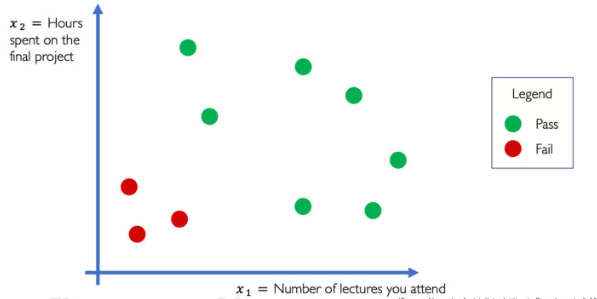 x₂ = Hours
spent on the
final project
Legend
Pass
Fail
x₁ = Number of lectures you attend